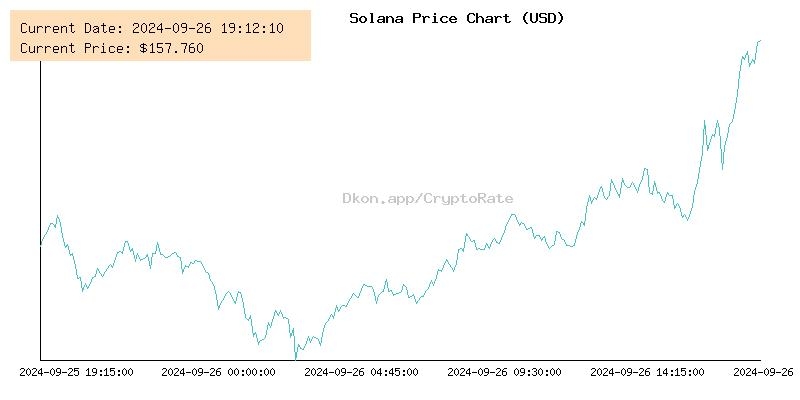 Solana Price Chart (USD)
Current Date: 2024-09-26 19:12:10
Current Price: $157.760
Dkon.app/CryptoRate
2024-09-25 19:15:00 2024-09-26 00:00:00 2024-09-26 04:45:00 2024-09-26 09:30:00 2024-09-26 14:15:00 2024-09-26